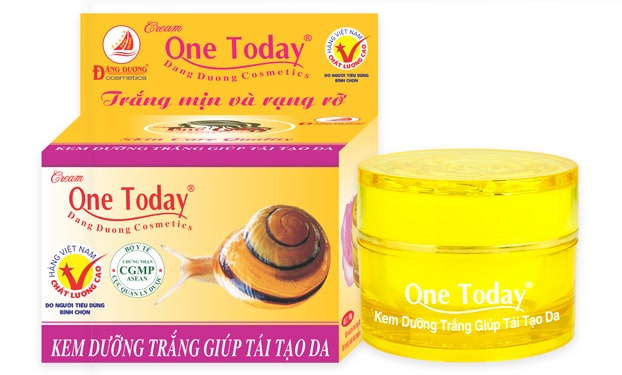 Cream
One Today®
Dang Duong Cosmetics
ĐĂNG DƯƠNG
cosmetics
HÀNG VIỆT NAM
CHẤT LƯỢNG CAO
DO NGƯỜI TIÊU DÙNG
BÌNH CHỌN
Trắng mịn và rạng rỡ
Skin Care Quality
KEM DƯỠNG TRẮNG GIÚP TÁI TẠO DA
Cream
One Today®
Dang Duong Cosmetics
HÀNG VIỆT NAM
CHẤT LƯỢNG CAO
DO NGƯỜI TIÊU DÙNG
BÌNH CHỌN
BỘ Y TẾ
CHỨNG NHẬN
CGMP
ASEAN
CỤC QUẢN LÝ DƯỢC
KEM DƯỠNG TRẮNG GIÚP TÁI TẠO DA
One Today®
Kem Dưỡng Trắng Giúp Tái Tạo Da